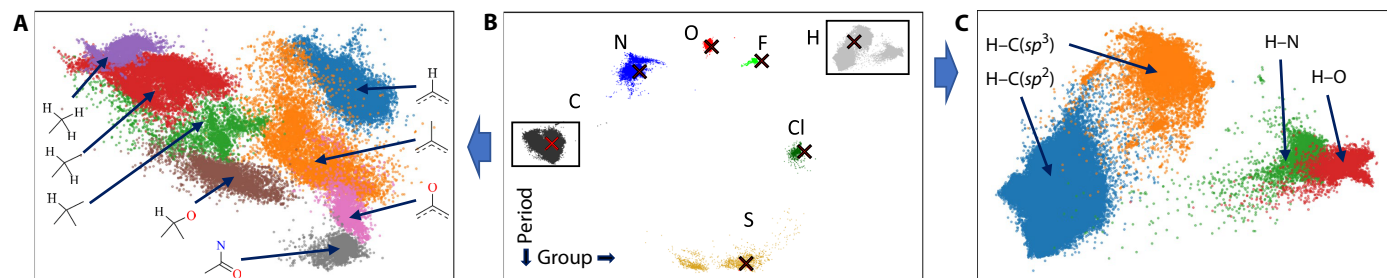 A
H
H
H
H
H
O
N
O
H
O
B
N
O
F
H
C
Cl
S
Period
Group
C
H–C(sp³)
H–C(sp²)
H–N
H–O